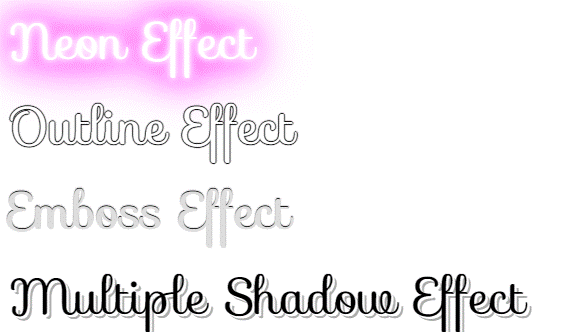 Neon Effect
Outline Effect
Emboss Effect
Multiple Shadow Effect